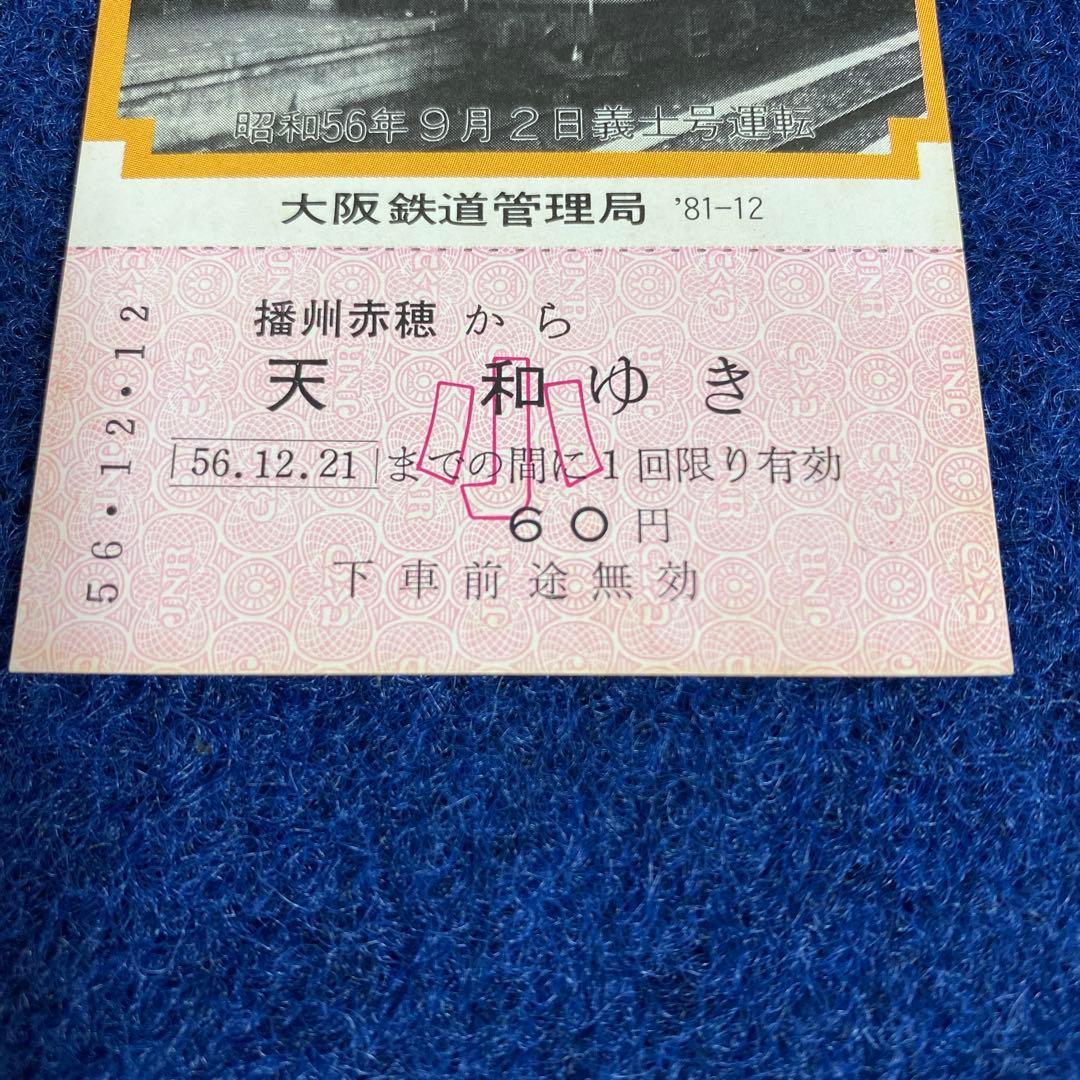 昭和56年9月2日義士号運転
大阪鉄道管理局 '81-12
播州赤穂から
天 和ゆき
小
56.12.21 までの間に1回限り有効
60円
下車前途無効
56.12.12